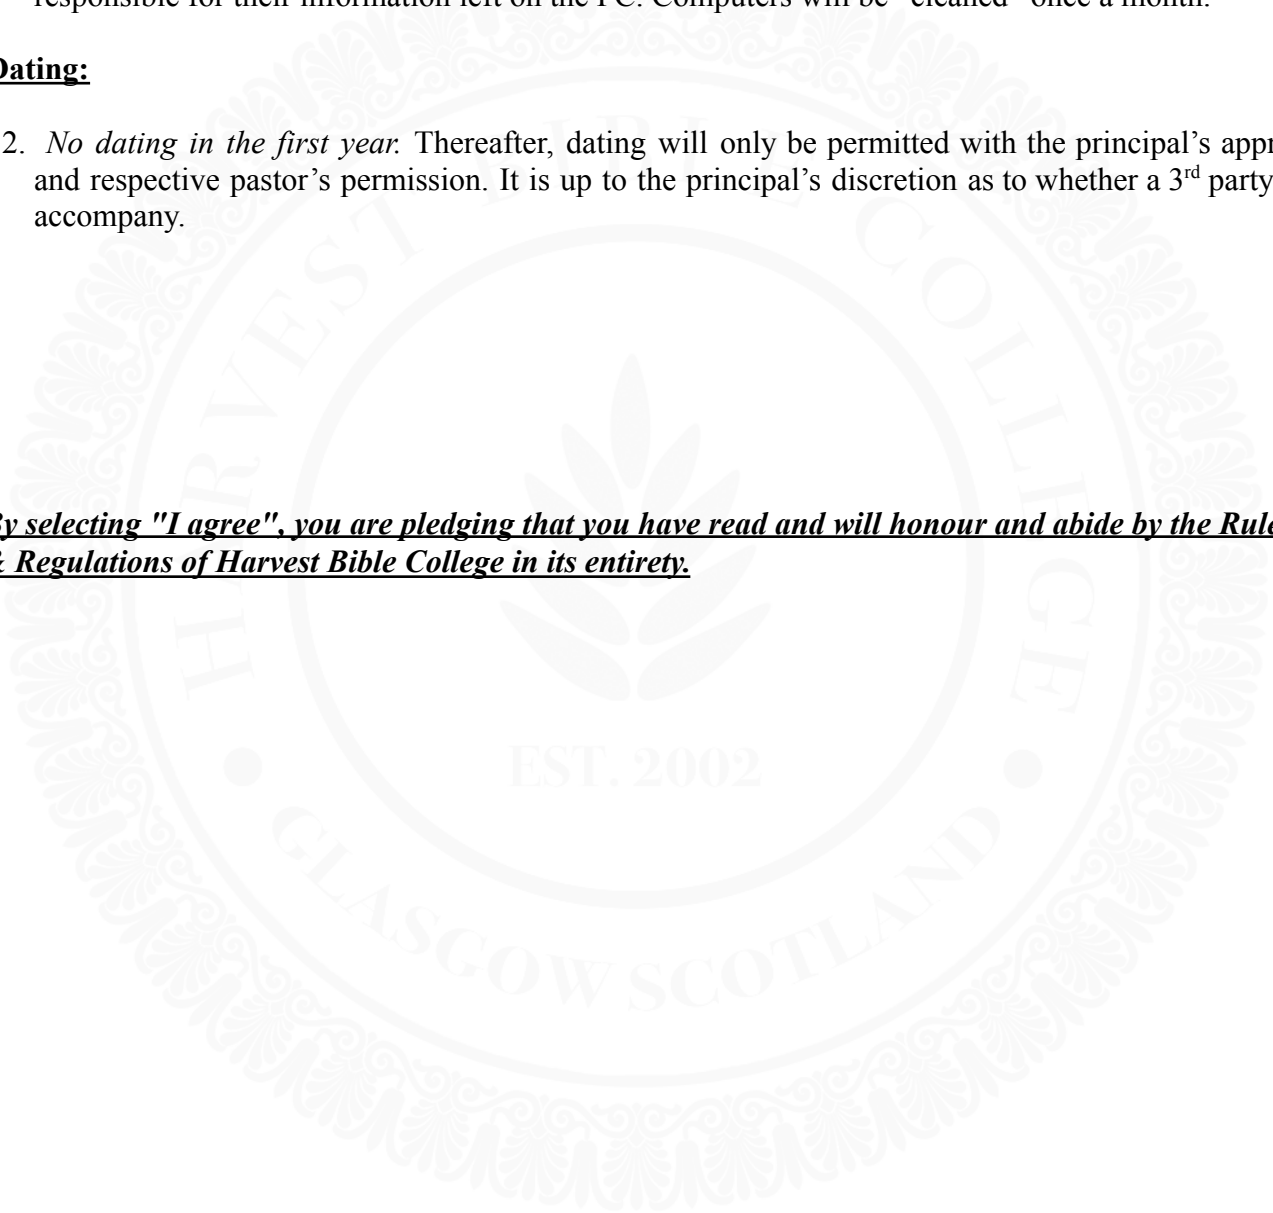 responsible for their information left on the PC. Computers will be "cleaned" once a month.
Dating:
2. No dating in the first year. Thereafter, dating will only be permitted with the principal's appr
and respective pastor's permission. It is up to the principal's discretion as to whether a 3rd party
accompany.
By selecting "I agree", you are pledging that you have read and will honour and abide by the Rule
& Regulations of Harvest Bible College in its entirety.
HARVEST BIBLE COLLEGE
EST. 2002
GLASGOW SCOTLAND